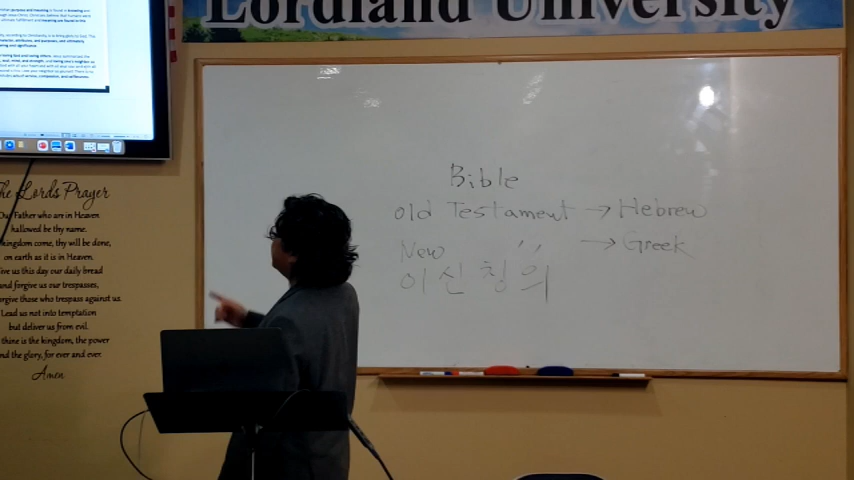 Lordland University
Bible
Old Testament → Hebrew
New " → Greek
이신칭의
The Lords Prayer
Our Father who are in Heaven
hallowed be thy name.
kingdom come, thy will be done,
on earth as it is in Heaven.
Give us this day our daily bread
and forgive us our trespasses,
forgive those who trespass against us.
Lead us not into temptation
but deliver us from evil.
thine is the kingdom, the power
and the glory, for ever and ever.
Amen